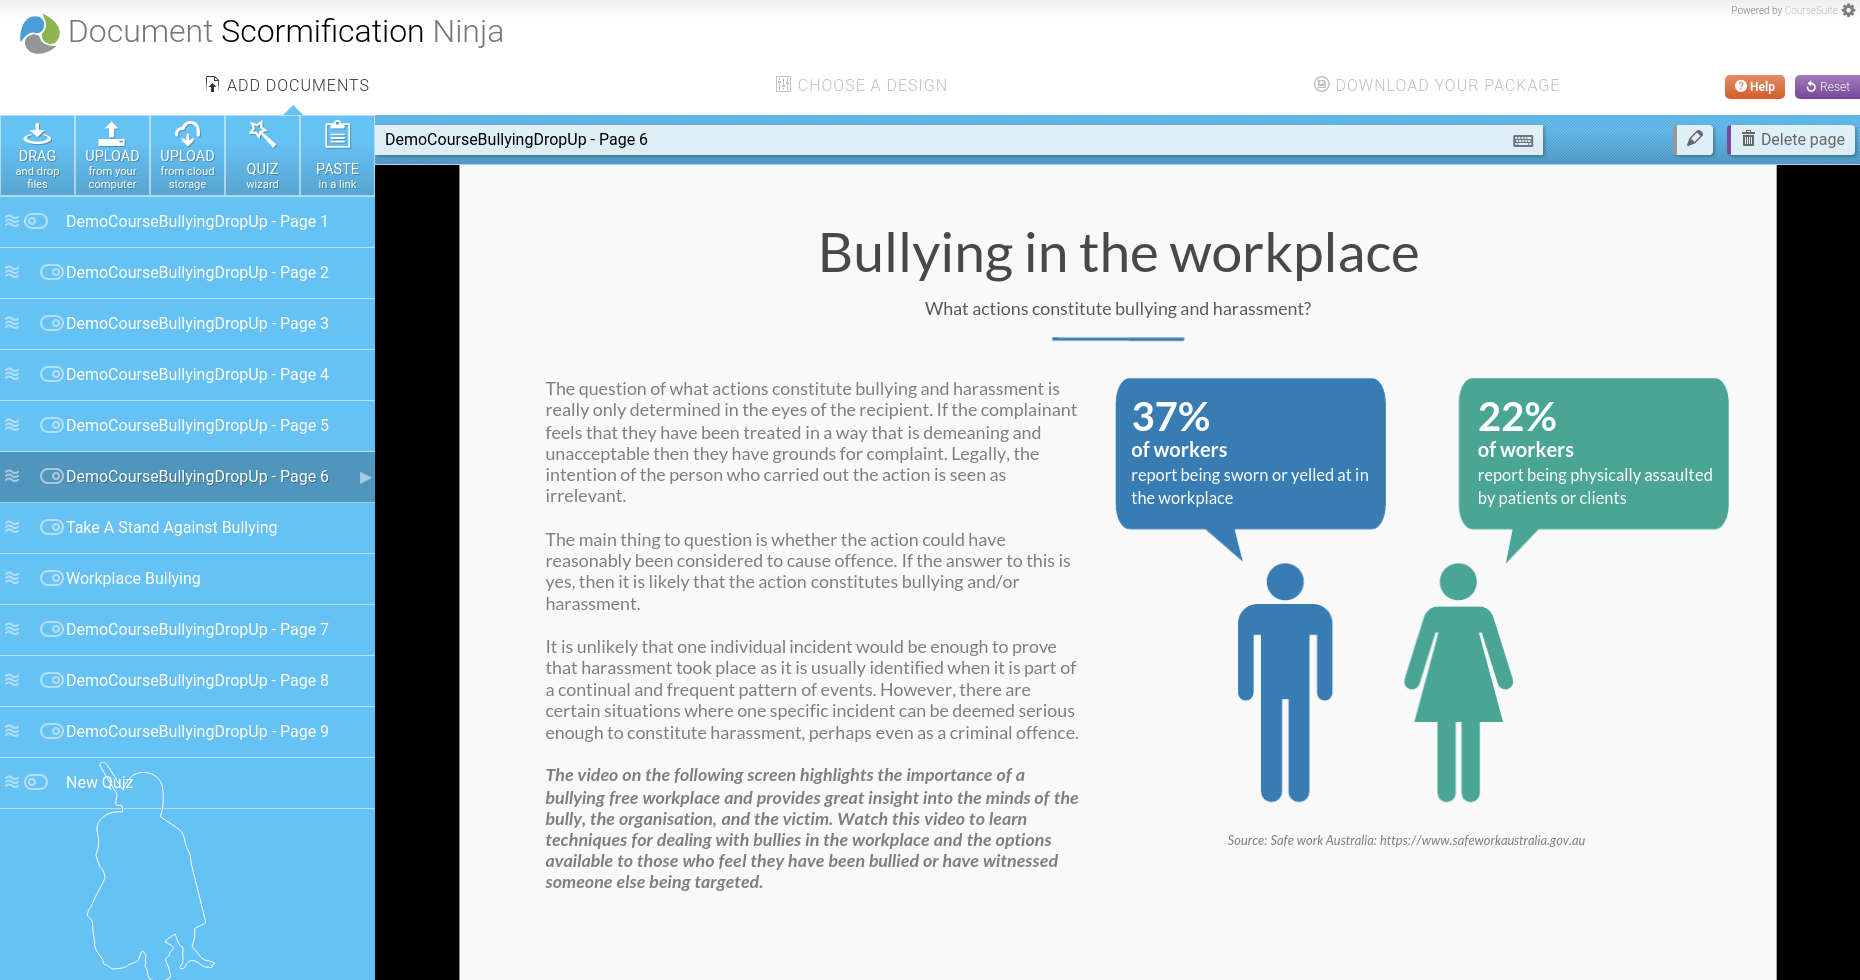 Document Scormification Ninja
Powered by CourseSuite
ADD DOCUMENTS
CHOOSE A DESIGN
DOWNLOAD YOUR PACKAGE
Help
Reset
DRAG
and drop
files
UPLOAD
from your
computer
UPLOAD
from cloud
storage
QUIZ
wizard
PASTE
in a link
DemoCourseBullyingDropUp - Page 6
Delete page
DemoCourseBullyingDropUp - Page 1
DemoCourseBullyingDropUp - Page 2
DemoCourseBullyingDropUp - Page 3
DemoCourseBullyingDropUp - Page 4
DemoCourseBullyingDropUp - Page 5
DemoCourseBullyingDropUp - Page 6
Take A Stand Against Bullying
Workplace Bullying
DemoCourseBullyingDropUp - Page 7
DemoCourseBullyingDropUp - Page 8
DemoCourseBullyingDropUp - Page 9
New Quiz
Bullying in the workplace
What actions constitute bullying and harassment?
The question of what actions constitute bullying and harassment is
really only determined in the eyes of the recipient. If the complainant
feels that they have been treated in a way that is demeaning and
unacceptable then they have grounds for complaint. Legally, the
intention of the person who carried out the action is seen as
irrelevant.
The main thing to question is whether the action could have
reasonably been considered to cause offence. If the answer to this is
yes, then it is likely that the action constitutes bullying and/or
harassment.
It is unlikely that one individual incident would be enough to prove
that harassment took place as it is usually identified when it is part of
a continual and frequent pattern of events. However, there are
certain situations where one specific incident can be deemed serious
enough to constitute harassment, perhaps even as a criminal offence.
The video on the following screen highlights the importance of a
bullying free workplace and provides great insight into the minds of the
bully, the organisation, and the victim. Watch this video to learn
techniques for dealing with bullies in the workplace and the options
available to those who feel they have been bullied or have witnessed
someone else being targeted.
37%
of workers
report being sworn or yelled at in
the workplace
22%
of workers
report being physically assaulted
by patients or clients
Source: Safe work Australia: https://www.safeworkaustralia.gov.au